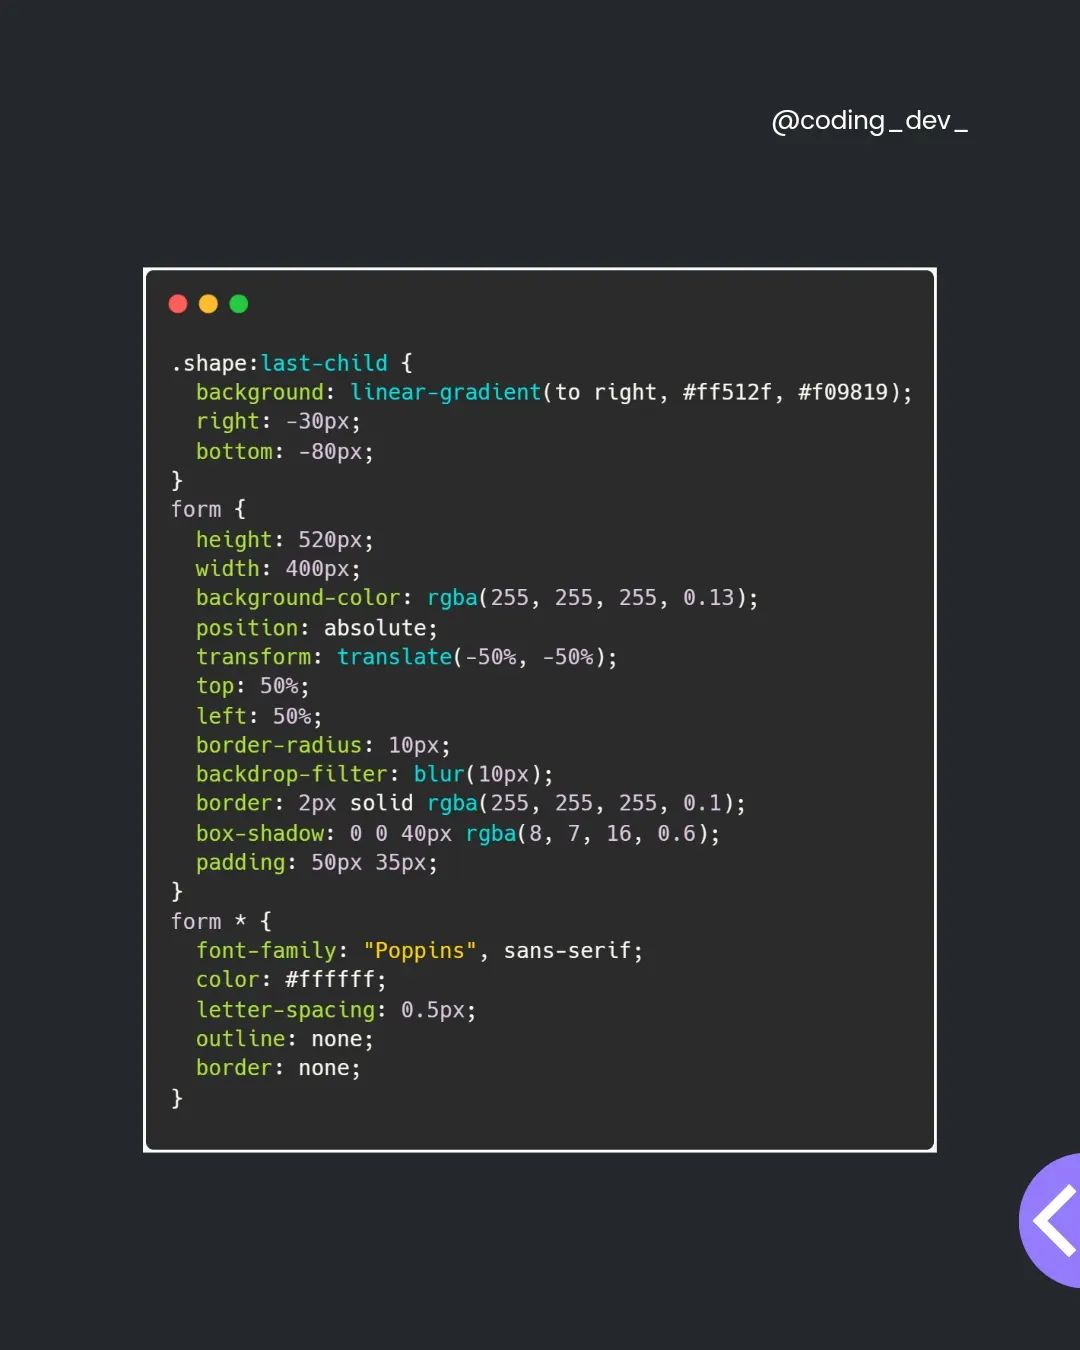 @coding_dev_
.shape:last-child {
  background: linear-gradient(to right, #ff512f, #f09819);
  right: -30px;
  bottom: -80px;
}
form {
  height: 520px;
  width: 400px;
  background-color: rgba(255, 255, 255, 0.13);
  position: absolute;
  transform: translate(-50%, -50%);
  top: 50%;
  left: 50%;
  border-radius: 10px;
  backdrop-filter: blur(10px);
  border: 2px solid rgba(255, 255, 255, 0.1);
  box-shadow: 0 0 40px rgba(8, 7, 16, 0.6);
  padding: 50px 35px;
}
form * {
  font-family: "Poppins", sans-serif;
  color: #ffffff;
  letter-spacing: 0.5px;
  outline: none;
  border: none;
}